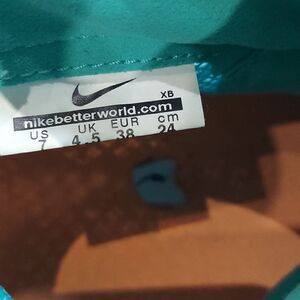 XB
nikebetterworld.com
US UK EUR cm
7 4.5 38 24